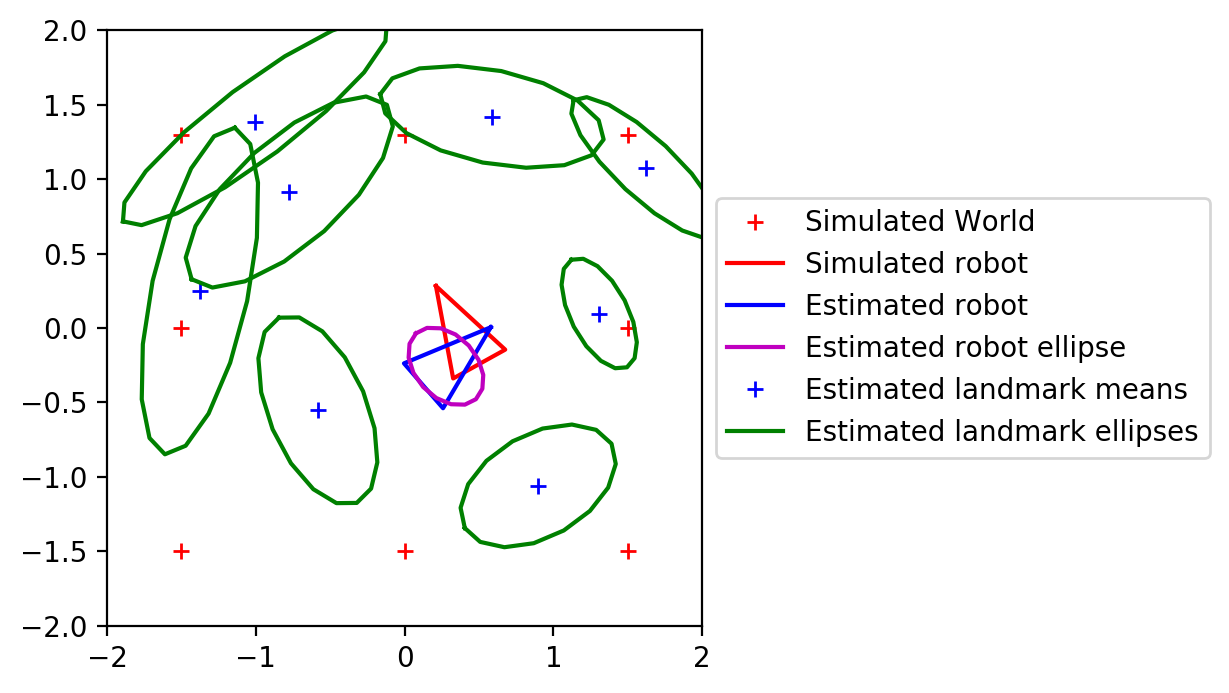 2.0
1.5
1.0
0.5
0.0
−0.5
−1.0
−1.5
−2.0
−2
−1
0
1
2
Simulated World
Simulated robot
Estimated robot
Estimated robot ellipse
Estimated landmark means
Estimated landmark ellipses